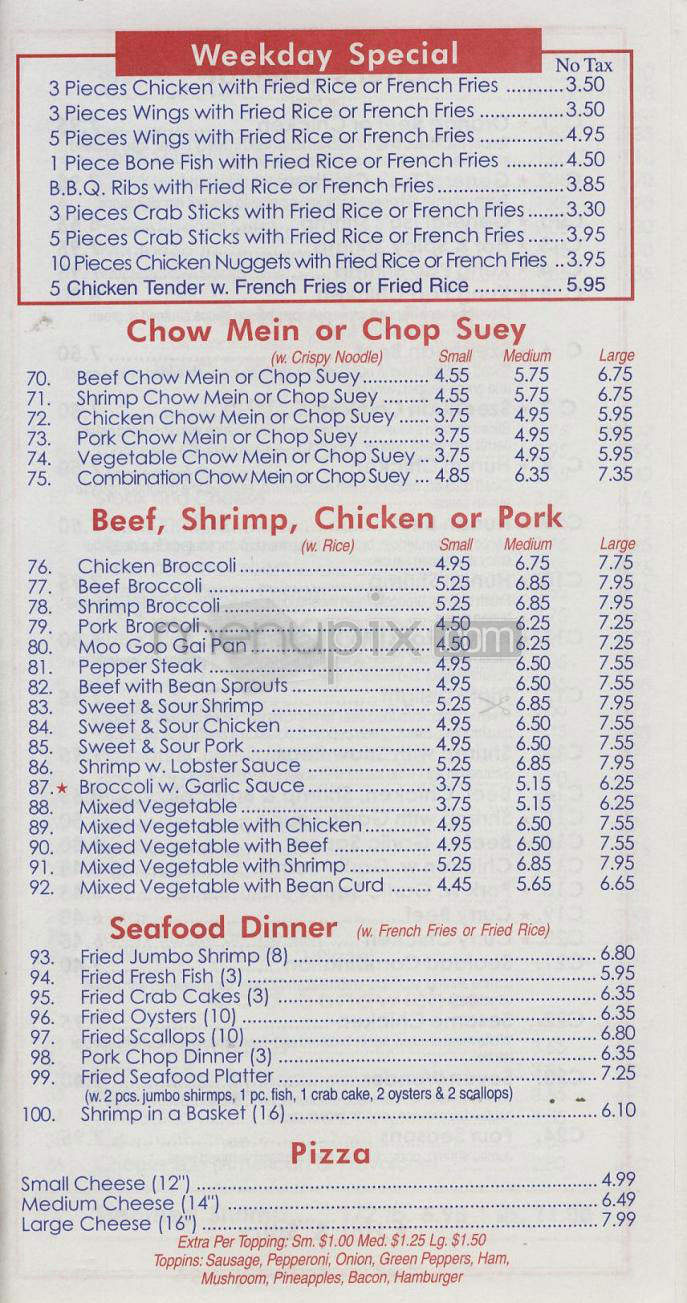 Weekday Special
No Tax
3 Pieces Chicken with Fried Rice or French Fries ...........3.50
3 Pieces Wings with Fried Rice or French Fries ................3.50
5 Pieces Wings with Fried Rice or French Fries ................4.95
1 Piece Bone Fish with Fried Rice or French Fries ............4.50
B.B.Q. Ribs with Fried Rice or French Fries........................3.85
3 Pieces Crab Sticks with Fried Rice or French Fries.......3.30
5 Pieces Crab Sticks with Fried Rice or French Fries.......3.95
10 Pieces Chicken Nuggets with Fried Rice or French Fries ..3.95
5 Chicken Tender w. French Fries or Fried Rice ................. 5.95
Chow Mein or Chop Suey
(w. Crispy Noodle) Small Medium Large
70. Beef Chow Mein or Chop Suey............. 4.55 5.75 6.75
71. Shrimp Chow Mein or Chop Suey ......... 4.55 5.75 6.75
72. Chicken Chow Mein or Chop Suey ..... 3.75 4.95 5.95
73. Pork Chow Mein or Chop Suey ............. 3.75 4.95 5.95
74. Vegetable Chow Mein or Chop Suey .. 3.75 4.95 5.95
75. Combination Chow Mein or Chop Suey ... 4.85 6.35 7.35
Beef, Shrimp, Chicken or Pork
(w. Rice) Small Medium Large
76. Chicken Broccoli.................................... 4.95 6.75 7.75
77. Beef Broccoli .......................................... 5.25 6.85 7.95
78. Shrimp Broccoli....................................... 5.25 6.85 7.95
79. Pork Broccoli........................................... 4.50 6.25 7.25
80. Moo Goo Gai Pan.................................. 4.50 6.25 7.25
81. Pepper Steak .......................................... 4.95 6.50 7.55
82. Beef with Bean Sprouts.......................... 4.95 6.50 7.55
83. Sweet & Sour Shrimp ............................. 5.25 6.85 7.95
84. Sweet & Sour Chicken ........................... 4.95 6.50 7.55
85. Sweet & Sour Pork .................................. 4.95 6.50 7.55
86. Shrimp w. Lobster Sauce ....................... 5.25 6.85 7.95
87.★ Broccoli w. Garlic Sauce........................ 3.75 5.15 6.25
88. Mixed Vegetable.................................... 3.75 5.15 6.25
89. Mixed Vegetable with Chicken............. 4.95 6.50 7.55
90. Mixed Vegetable with Beef ................... 4.95 6.50 7.55
91. Mixed Vegetable with Shrimp................ 5.25 6.85 7.95
92. Mixed Vegetable with Bean Curd ........ 4.45 5.65 6.65
Seafood Dinner (w. French Fries or Fried Rice)
93. Fried Jumbo Shrimp (8)........................................................ 6.80
94. Fried Fresh Fish (3)................................................................ 5.95
95. Fried Crab Cakes (3) .......................................................... 6.35
96. Fried Oysters (10) ................................................................. 6.35
97. Fried Scallops (10) ............................................................... 6.80
98. Pork Chop Dinner (3)........................................................... 6.35
99. Fried Seafood Platter .......................................................... 7.25
(w. 2 pcs. jumbo shirmps, 1 pc. fish, 1 crab cake, 2 oysters & 2 scallops)
100. Shrimp in a Basket (16)........................................................ 6.10
Pizza
Small Cheese (12") ........................................................................ 4.99
Medium Cheese (14") ................................................................... 6.49
Large Cheese (16")........................................................................7.99
Extra Per Topping: Sm. $1.00 Med. $1.25 Lg. $1.50
Toppins: Sausage, Pepperoni, Onion, Green Peppers, Ham,
Mushroom, Pineapples, Bacon, Hamburger
menupix.com